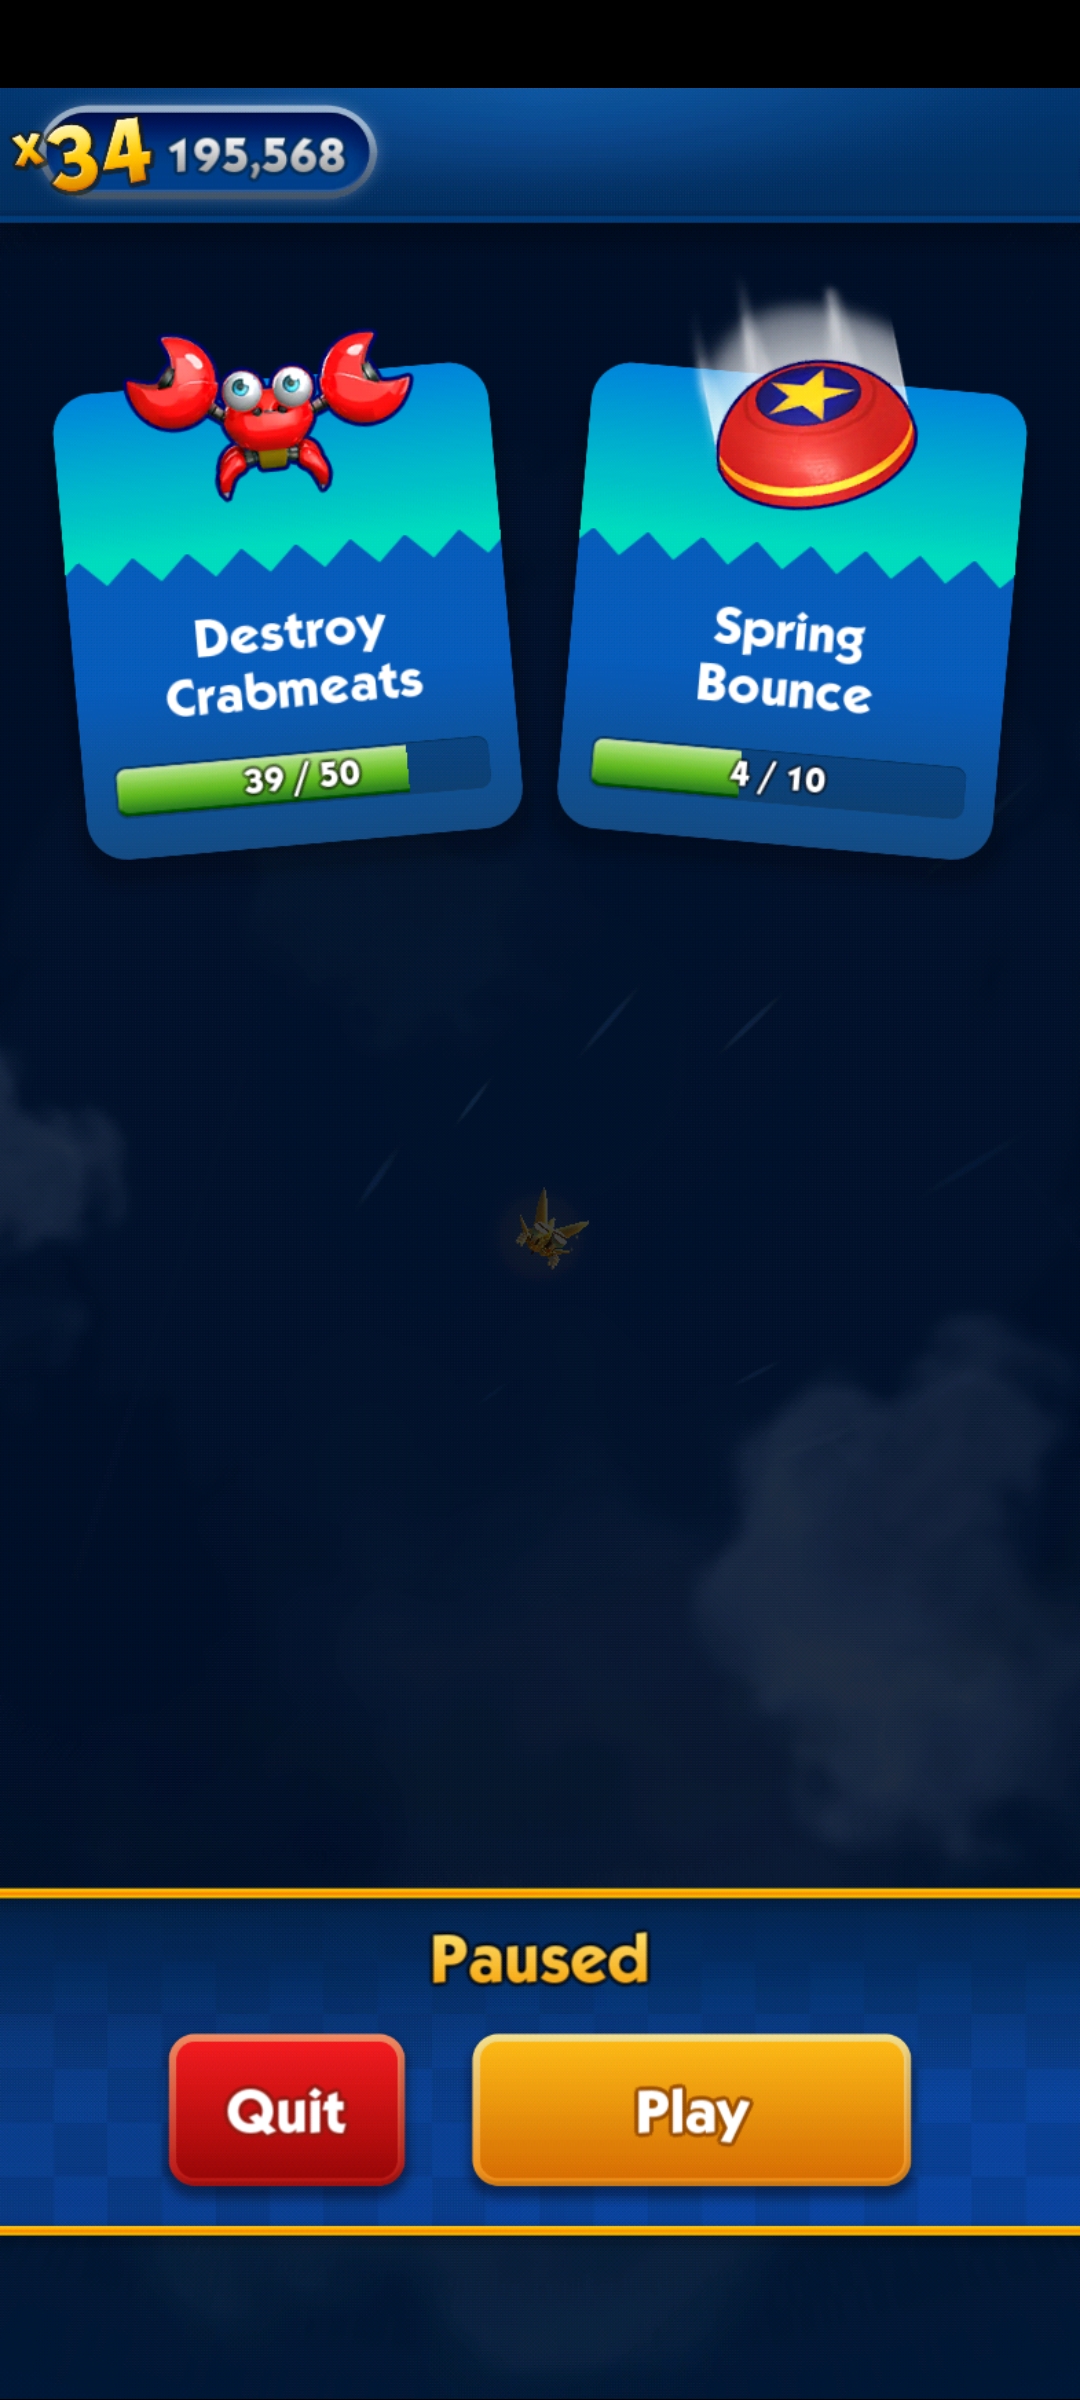 x34 195,568
Destroy
Crabmeats
39 / 50
Spring
Bounce
4 / 10
Paused
Quit
Play